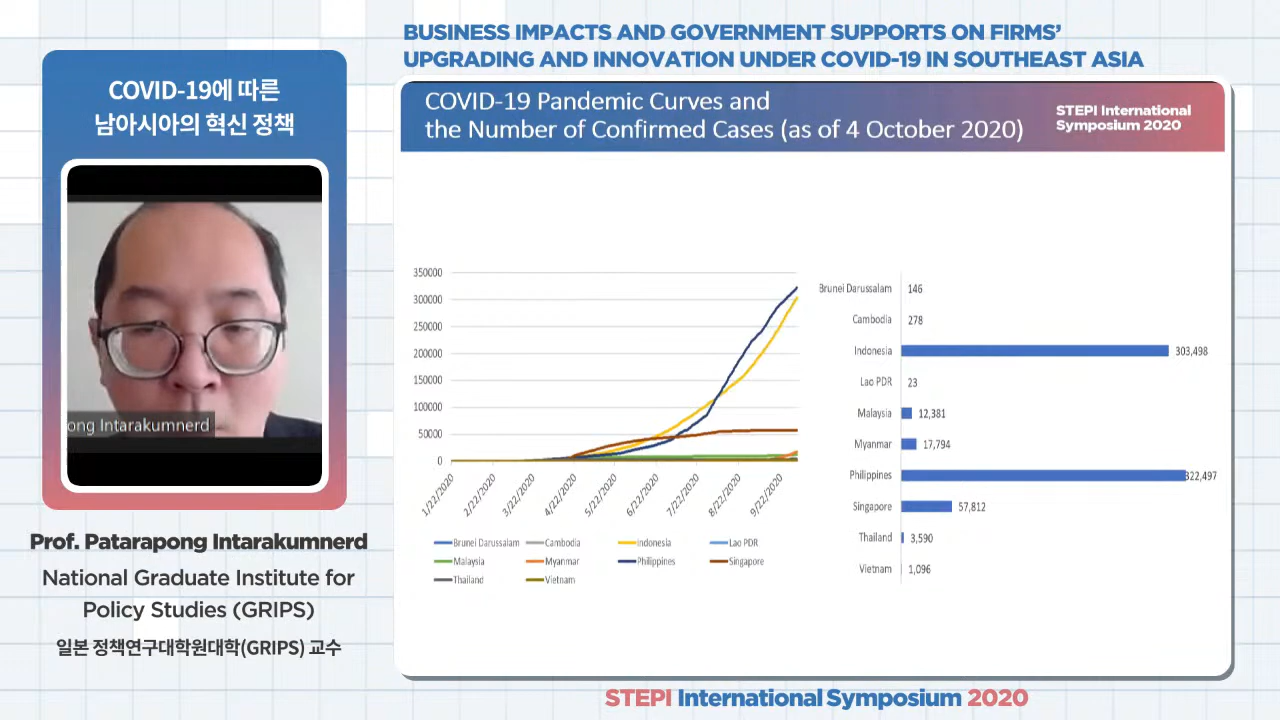 BUSINESS IMPACTS AND GOVERNMENT SUPPORTS ON FIRMS'
UPGRADING AND INNOVATION UNDER COVID-19 IN SOUTHEAST ASIA
COVID-19에 따른
남아시아의 혁신 정책
ong Intarakumnerd
Prof. Patarapong Intarakumnerd
National Graduate Institute for
Policy Studies (GRIPS)
일본 정책연구대학원대학(GRIPS) 교수
COVID-19 Pandemic Curves and
the Number of Confirmed Cases (as of 4 October 2020)
STEPI International
Symposium 2020
350000
300000
250000
200000
150000
100000
50000
0
1/22/2020
2/22/2020
3/22/2020
4/22/2020
5/22/2020
6/22/2020
7/22/2020
8/22/2020
9/22/2020
Brunei Darussalam
Cambodia
Indonesia
Lao PDR
Malaysia
Myanmar
Philippines
Singapore
Thailand
Vietnam
Brunei Darussalam 146
Cambodia 278
Indonesia 303,498
Lao PDR 23
Malaysia 12,381
Myanmar 17,794
Philippines 322,497
Singapore 57,812
Thailand 3,590
Vietnam 1,096
STEPI International Symposium 2020